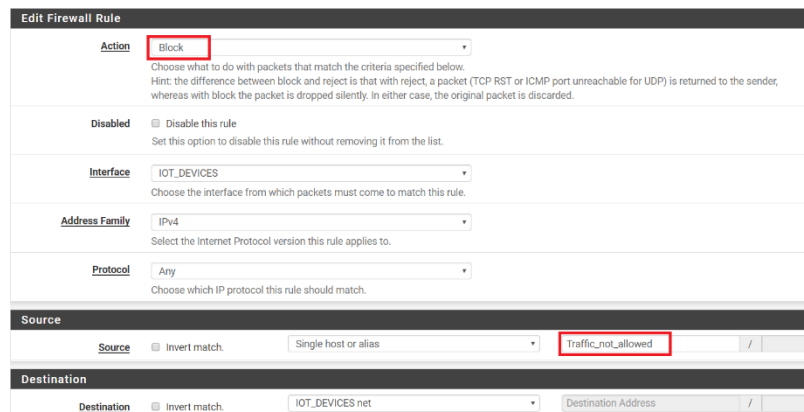 Edit Firewall Rule
Action Block
Choose what to do with packets that match the criteria specified below.
Hint: the difference between block and reject is that with reject, a packet (TCP RST or ICMP port unreachable for UDP) is returned to the sender,
whereas with block the packet is dropped silently. In either case, the original packet is discarded.
Disabled Disable this rule
Set this option to disable this rule without removing it from the list.
Interface IOT_DEVICES
Choose the interface from which packets must come to match this rule.
Address Family IPv4
Select the Internet Protocol version this rule applies to.
Protocol Any
Choose which IP protocol this rule should match.
Source
Source Invert match. Single host or alias Traffic_not_allowed /
Destination
Destination Invert match. IOT_DEVICES net Destination Address /